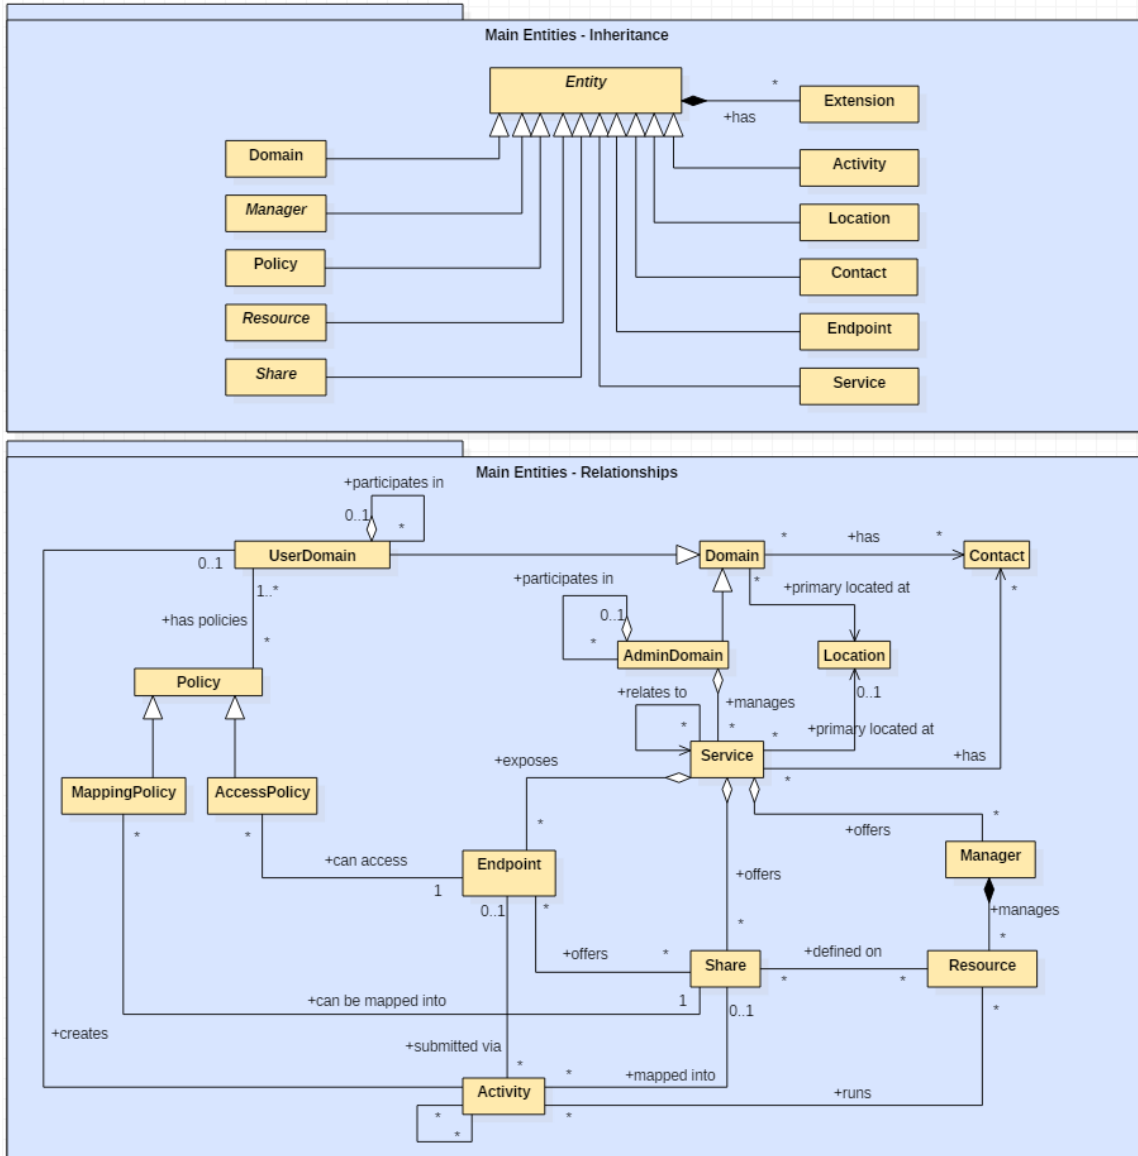 Main Entities - Inheritance
Entity
*
Extension
+has
Domain
Activity
Manager
Location
Policy
Contact
Resource
Endpoint
Share
Service
Main Entities - Relationships
+participates in
0..1
*
UserDomain
0..1
1..*
+has policies
*
Domain
*
+has
*
Contact
*
*
+primary located at
+participates in
0..1
*
AdminDomain
Location
0..1
Policy
+relates to
*
+manages
*
*
+primary located at
Service
+has
*
+exposes
MappingPolicy
AccessPolicy
*
*
*
+offers
*
Manager
+can access
1
Endpoint
0..1
*
+offers
+manages
*
*
+offers
*
Share
+defined on
*
*
Resource
+can be mapped into
1
0..1
*
+creates
+submitted via
*
*
+mapped into
Activity
+runs
*
*
*